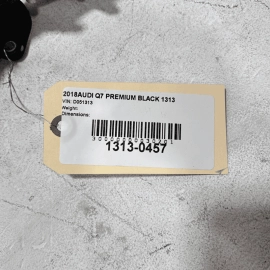 2018AUDI Q7 PREMIUM BLACK 1313
VIN: D051313
Weight:
Dimensions:
1313-0457